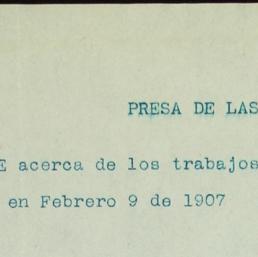 PRESA DE LAS
E acerca de los trabajos
en Febrero 9 de 1907